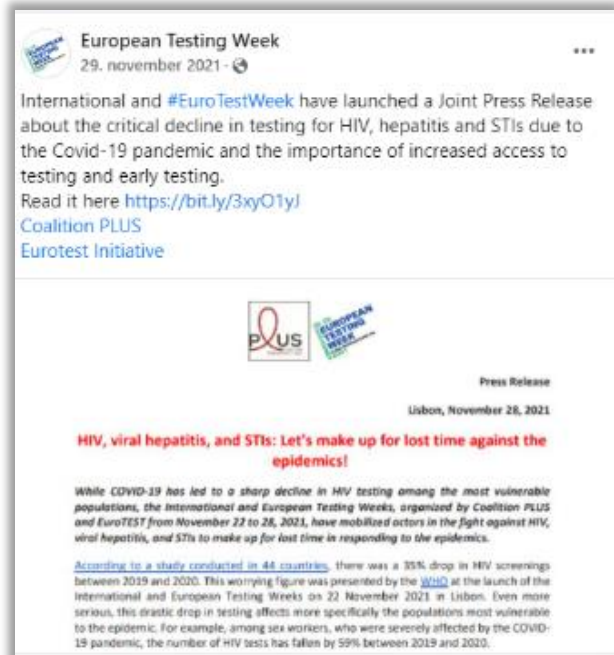 European Testing Week
29. november 2021 ·
International and #EuroTestWeek have launched a Joint Press Release
about the critical decline in testing for HIV, hepatitis and STIs due to
the Covid-19 pandemic and the importance of increased access to
testing and early testing.
Read it here https://bit.ly/3xyO1yJ
Coalition PLUS
Eurotest Initiative
PLUS
EUROPEAN
TESTING
WEEK
Press Release
Lisbon, November 28, 2021
HIV, viral hepatitis, and STIs: Let's make up for lost time against the
epidemics!
While COVID-19 has led to a sharp decline in HIV testing among the most vulnerable
populations, the International and European Testing Weeks, organized by Coalition PLUS
and EuroTEST from November 22 to 28, 2021, have mobilized actors in the fight against HIV,
viral hepatitis, and STIs to make up for lost time in responding to the epidemics.
According to a study conducted in 44 countries, there was a 35% drop in HIV screenings
between 2019 and 2020. This worrying figure was presented by the WHO at the launch of the
International and European Testing Weeks on 22 November 2021 in Lisbon. Even more
serious, this drastic drop in testing affects more specifically the populations most vulnerable
to the epidemic. For example, among sex workers, who were severely affected by the COVID-
19 pandemic, the number of HIV tests has fallen by 59% between 2019 and 2020.